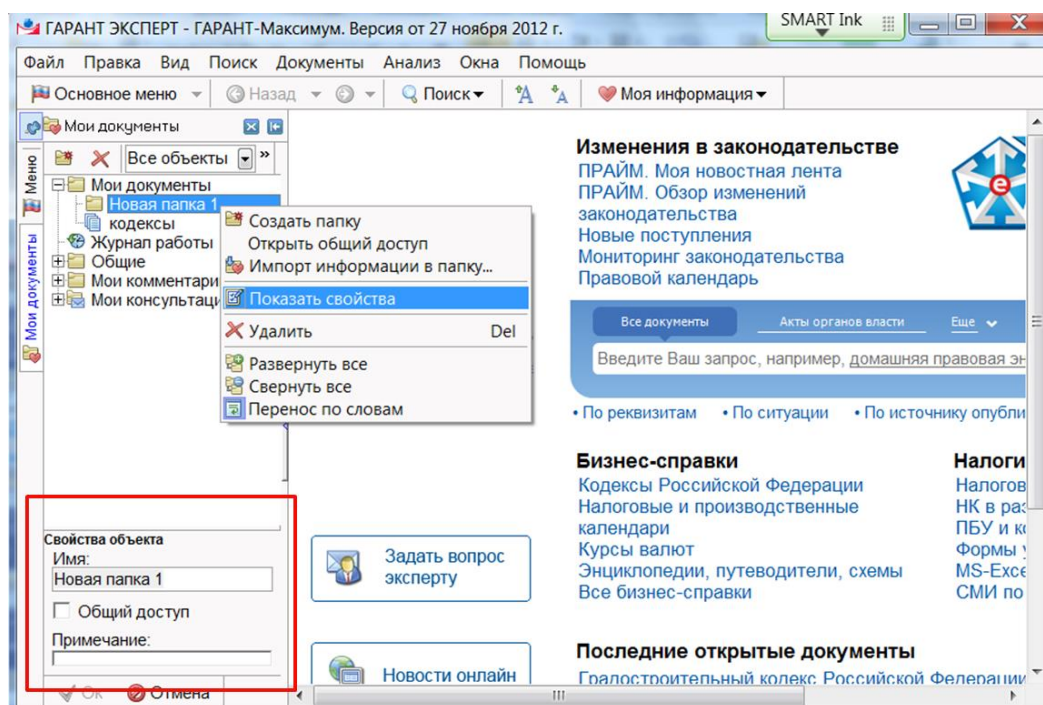 ГАРАНТ ЭКСПЕРТ - ГАРАНТ-Максимум. Версия от 27 ноября 2012 г.
SMART Ink
Файл Правка Вид Поиск Документы Анализ Окна Помощь
Основное меню Назад Поиск Моя информация
Мои документы
Все объекты »
Меню
Мои документы
Мои документы
Новая папка 1
кодексы
Журнал работы
Общие
Мои комментари
Мои консультаци
Создать папку
Открыть общий доступ
Импорт информации в папку...
Показать свойства
Удалить Del
Развернуть все
Свернуть все
Перенос по словам
Свойства объекта
Имя:
Новая папка 1
Общий доступ
Примечание:
Ок Отмена
Задать вопрос
эксперту
Новости онлайн
Изменения в законодательстве
ПРАЙМ. Моя новостная лента
ПРАЙМ. Обзор изменений
законодательства
Новые поступления
Мониторинг законодательства
Правовой календарь
Все документы Акты органов власти Еще
Введите Ваш запрос, например, домашняя правовая эн
• По реквизитам • По ситуации • По источнику опубли
Бизнес-справки
Кодексы Российской Федерации
Налоговые и производственные
календари
Курсы валют
Энциклопедии, путеводители, схемы
Все бизнес-справки
Налоги
Налогов
НК в раз
ПБУ и ко
Формы
MS-Exce
СМИ по
Последние открытые документы
Градостроительный кодекс Российской Федерации